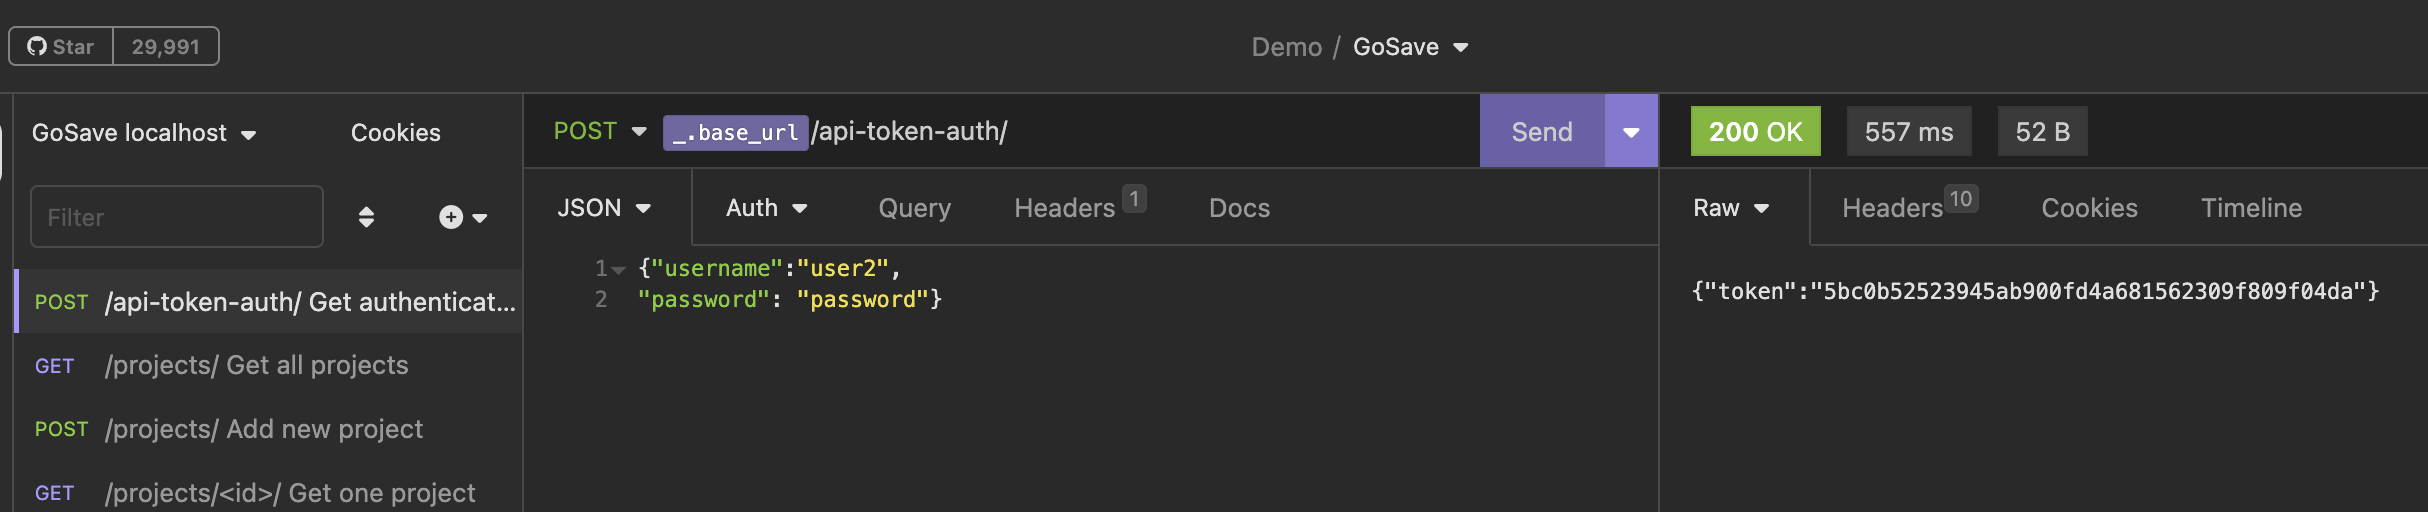 Star 29,991
Demo / GoSave
GoSave localhost Cookies
Filter
POST /api-token-auth/ Get authenticat...
GET /projects/ Get all projects
POST /projects/ Add new project
GET /projects/<id>/ Get one project
POST _.base_url/api-token-auth/ Send
JSON Auth Query Headers 1 Docs
1 {"username":"user2",
2 "password": "password"}
200 OK 557 ms 52 B
Raw Headers 10 Cookies Timeline
{"token":"5bc0b52523945ab900fd4a681562309f809f04da"}